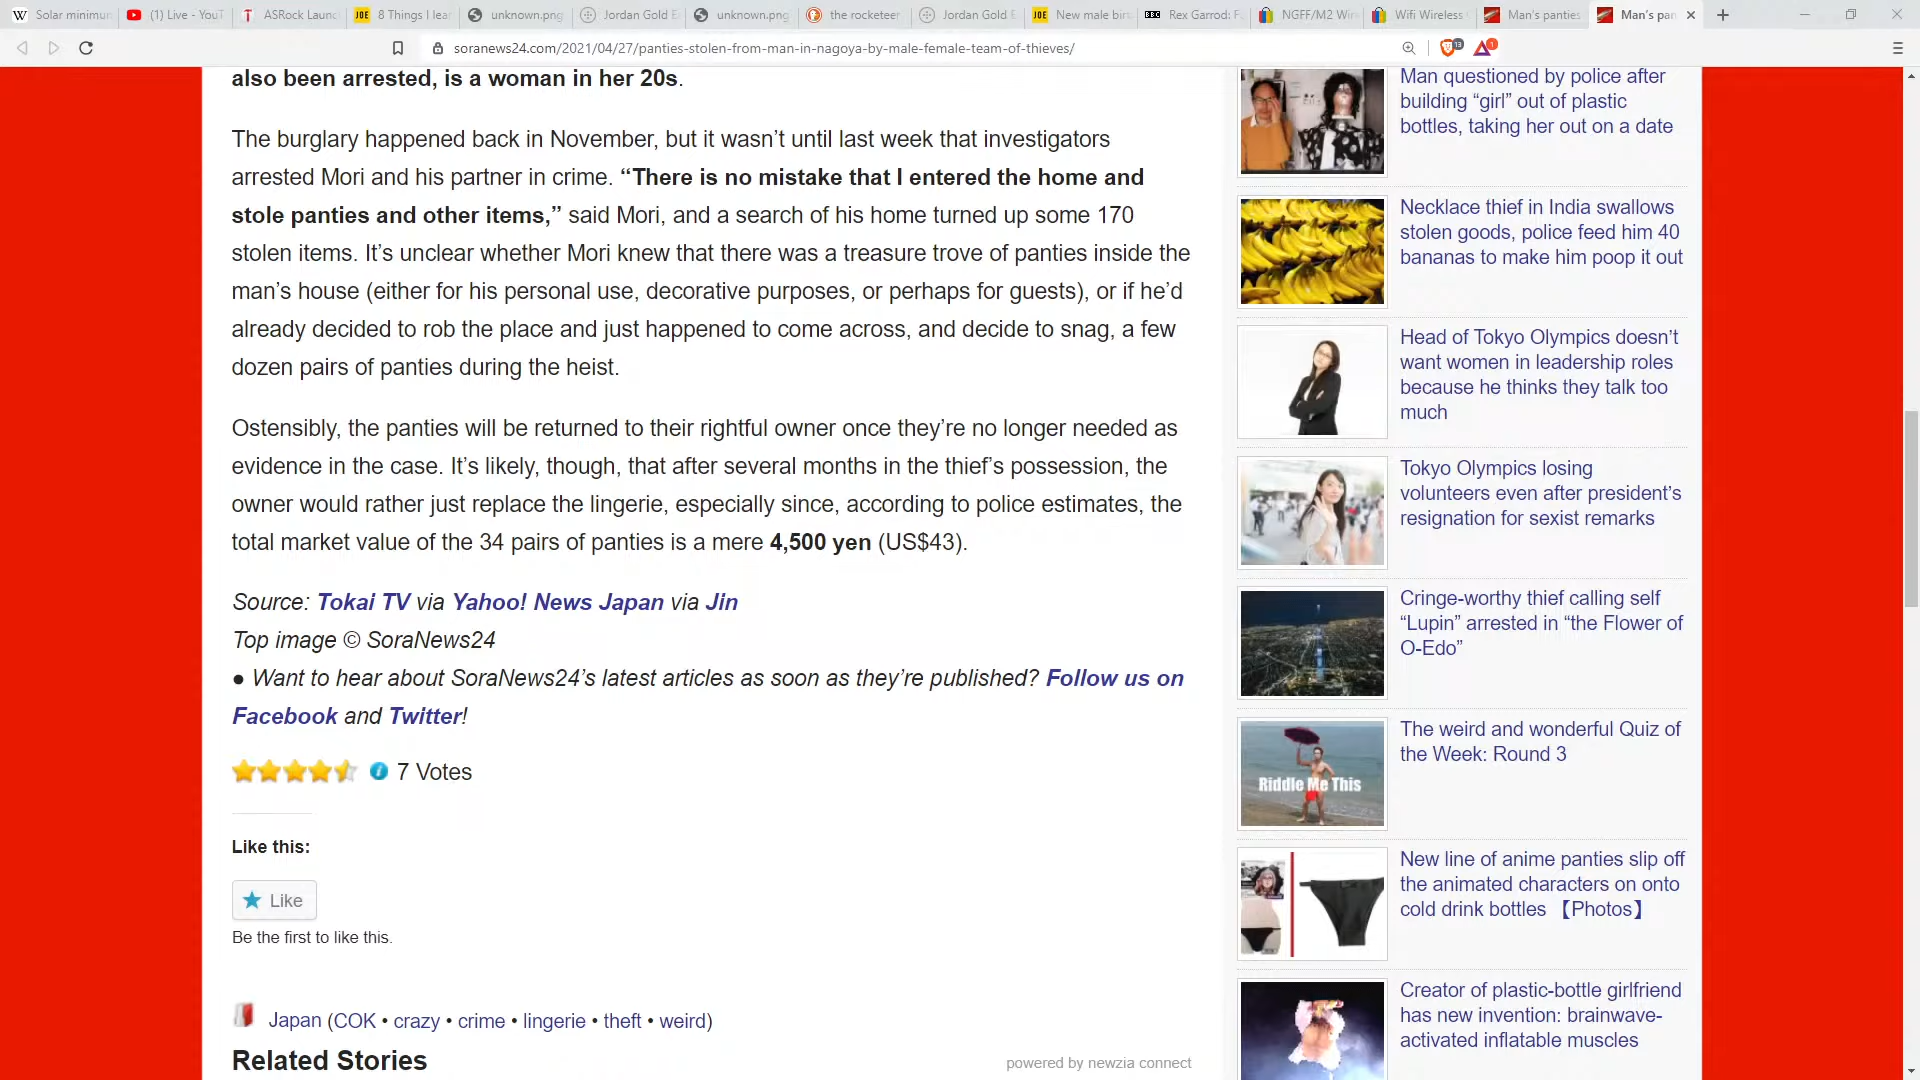 Solar minimun
(1) Live - YouT
ASRock Launc
8 Things I lear
unknown.png
Jordan Gold E
unknown.png
the rocketeer
Jordan Gold E
New male bir
Rex Garrod: F
NGFF/M2 Wir
Wifi Wireless
Man's panties
Man's pan
soranews24.com/2021/04/27/panties-stolen-from-man-in-nagoya-by-male-female-team-of-thieves/
13
1
also been arrested, is a woman in her 20s.
The burglary happened back in November, but it wasn't until last week that investigators
arrested Mori and his partner in crime. “There is no mistake that I entered the home and
stole panties and other items,” said Mori, and a search of his home turned up some 170
stolen items. It's unclear whether Mori knew that there was a treasure trove of panties inside the
man's house (either for his personal use, decorative purposes, or perhaps for guests), or if he'd
already decided to rob the place and just happened to come across, and decide to snag, a few
dozen pairs of panties during the heist.
Ostensibly, the panties will be returned to their rightful owner once they're no longer needed as
evidence in the case. It's likely, though, that after several months in the thief's possession, the
owner would rather just replace the lingerie, especially since, according to police estimates, the
total market value of the 34 pairs of panties is a mere 4,500 yen (US$43).
Source: Tokai TV via Yahoo! News Japan via Jin
Top image © SoraNews24
● Want to hear about SoraNews24's latest articles as soon as they're published? Follow us on
Facebook and Twitter!
7 Votes
Like this:
Like
Be the first to like this.
Japan (COK • crazy • crime • lingerie • theft • weird)
Related Stories
powered by newzia connect
Man questioned by police after
building “girl” out of plastic
bottles, taking her out on a date
Necklace thief in India swallows
stolen goods, police feed him 40
bananas to make him poop it out
Head of Tokyo Olympics doesn't
want women in leadership roles
because he thinks they talk too
much
Tokyo Olympics losing
volunteers even after president's
resignation for sexist remarks
Cringe-worthy thief calling self
“Lupin” arrested in “the Flower of
O-Edo”
The weird and wonderful Quiz of
the Week: Round 3
Riddle Me This
New line of anime panties slip off
the animated characters on onto
cold drink bottles 【Photos】
Creator of plastic-bottle girlfriend
has new invention: brainwave-
activated inflatable muscles